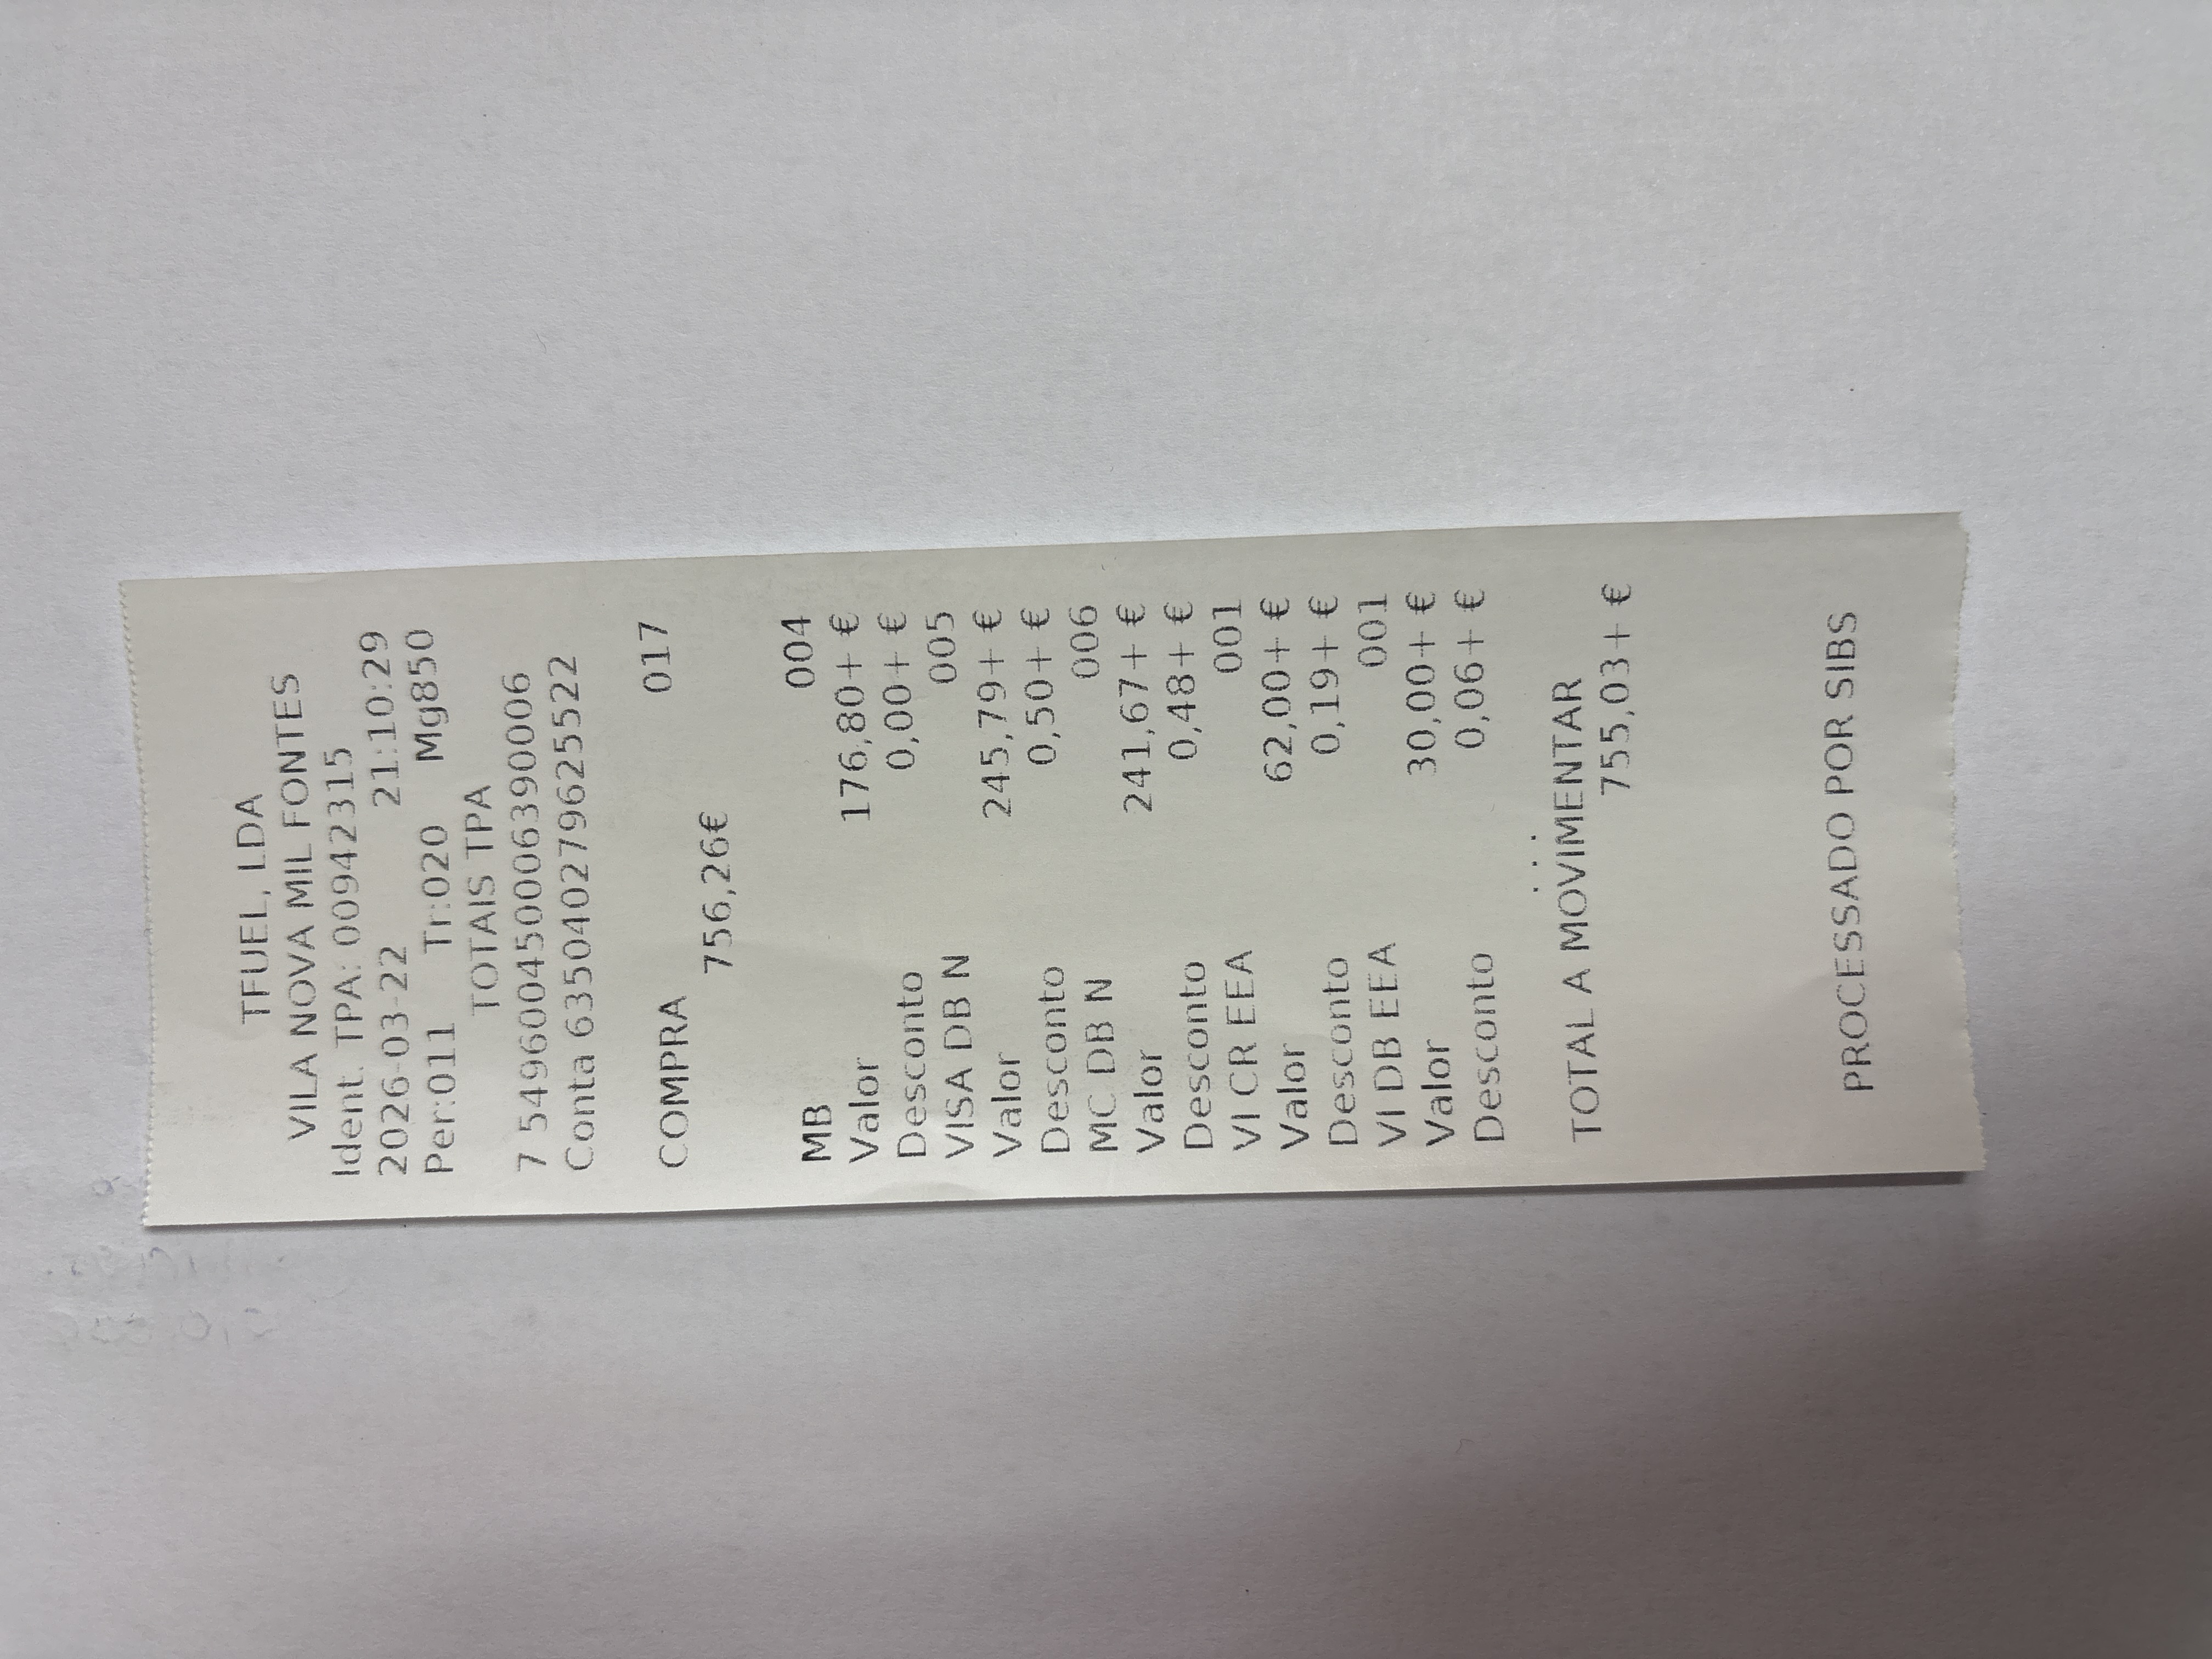 TFUEL, LDA
VILA NOVA MIL FONTES
Ident. TPA: 00942315
2026-03-22 21:10:29
Per:011 Tr:020 Mg850
TOTAIS TPA
7 5496004500063900​06
Conta 63504027962552​2
COMPRA 017
756,26€
MB 004
Valor 176,80+ €
Desconto 0,00+ €
VISA DB N 005
Valor 245,79+ €
Desconto 0,50+ €
MC DB N 006
Valor 241,67+ €
Desconto 0,48+ €
VI CR EEA 001
Valor 62,00+ €
Desconto 0,19+ €
VI DB EEA 001
Valor 30,00+ €
Desconto 0,06+ €
TOTAL A MOVIMENTAR
755,03+ €
PROCESSADO POR SIBS